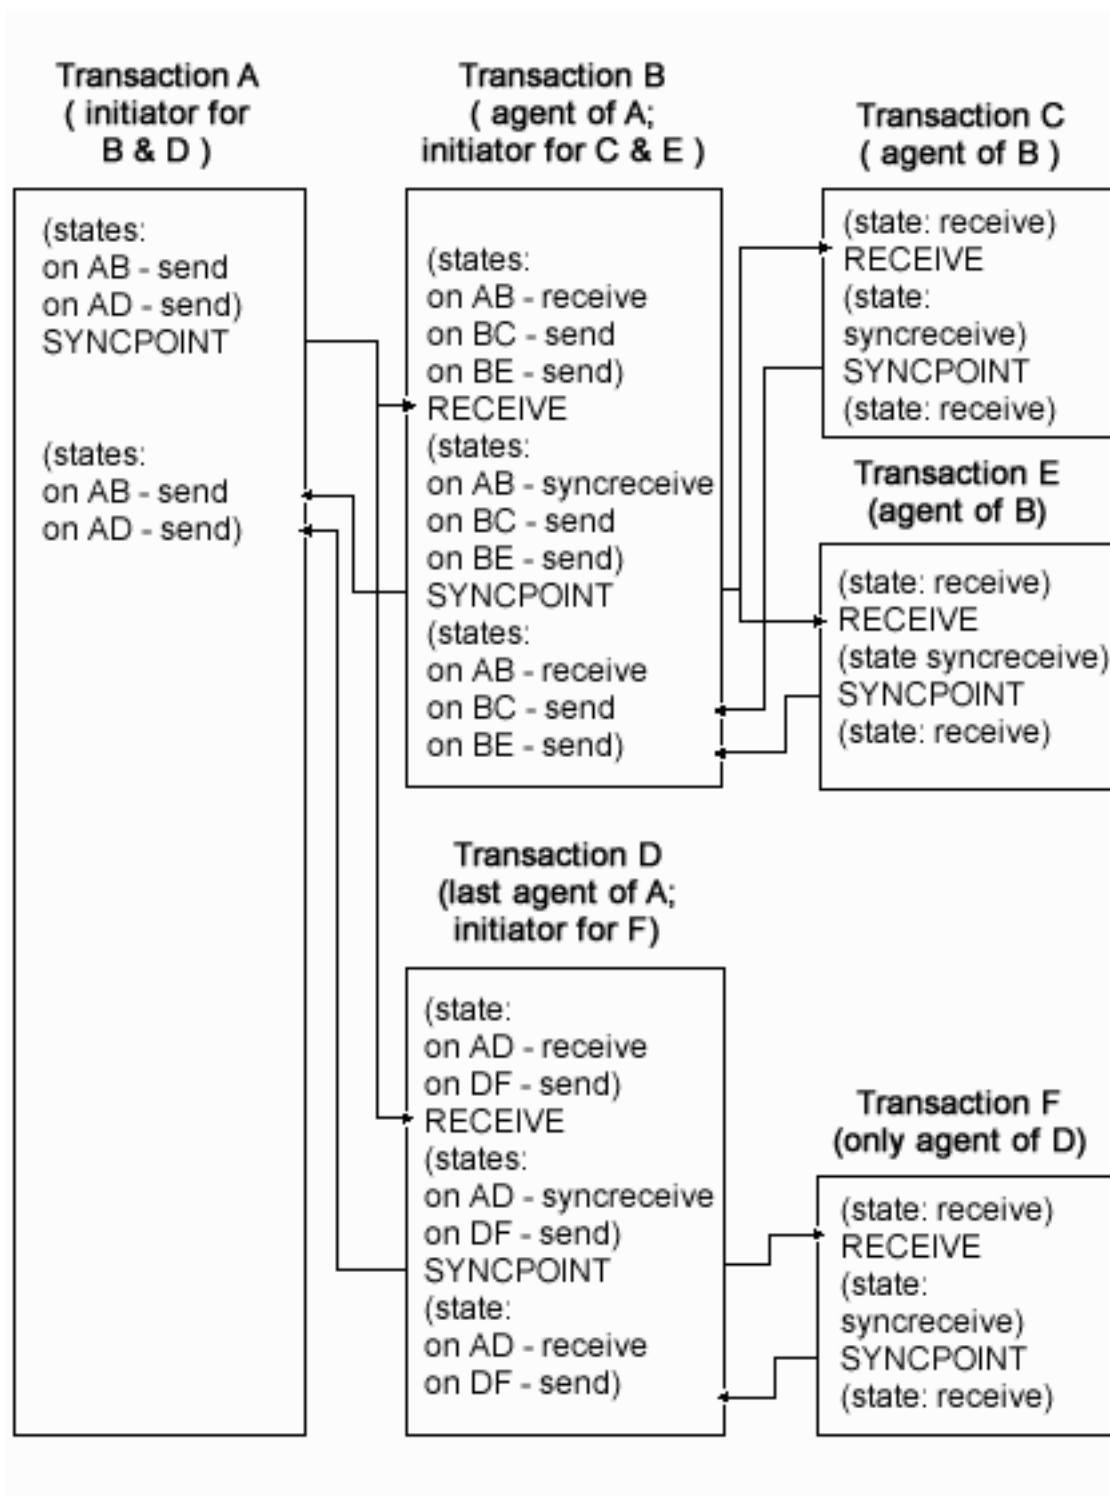 Transaction A
( initiator for
B & D )
(states:
on AB - send
on AD - send)
SYNCPOINT
(states:
on AB - send
on AD - send)
Transaction B
( agent of A;
initiator for C & E )
(states:
on AB - receive
on BC - send
on BE - send)
RECEIVE
(states:
on AB - syncreceive
on BC - send
on BE - send)
SYNCPOINT
(states:
on AB - receive
on BC - send
on BE - send)
Transaction C
( agent of B )
(state: receive)
RECEIVE
(state:
syncreceive)
SYNCPOINT
(state: receive)
Transaction E
(agent of B)
(state: receive)
RECEIVE
(state syncreceive)
SYNCPOINT
(state: receive)
Transaction D
(last agent of A;
initiator for F)
(state:
on AD - receive
on DF - send)
RECEIVE
(states:
on AD - syncreceive
on DF - send)
SYNCPOINT
(state:
on AD - receive
on DF - send)
Transaction F
(only agent of D)
(state: receive)
RECEIVE
(state:
syncreceive)
SYNCPOINT
(state: receive)